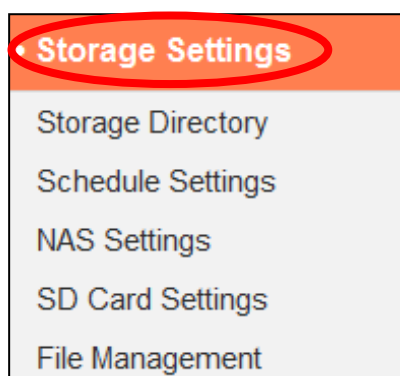 • Storage Settings
Storage Directory
Schedule Settings
NAS Settings
SD Card Settings
File Management